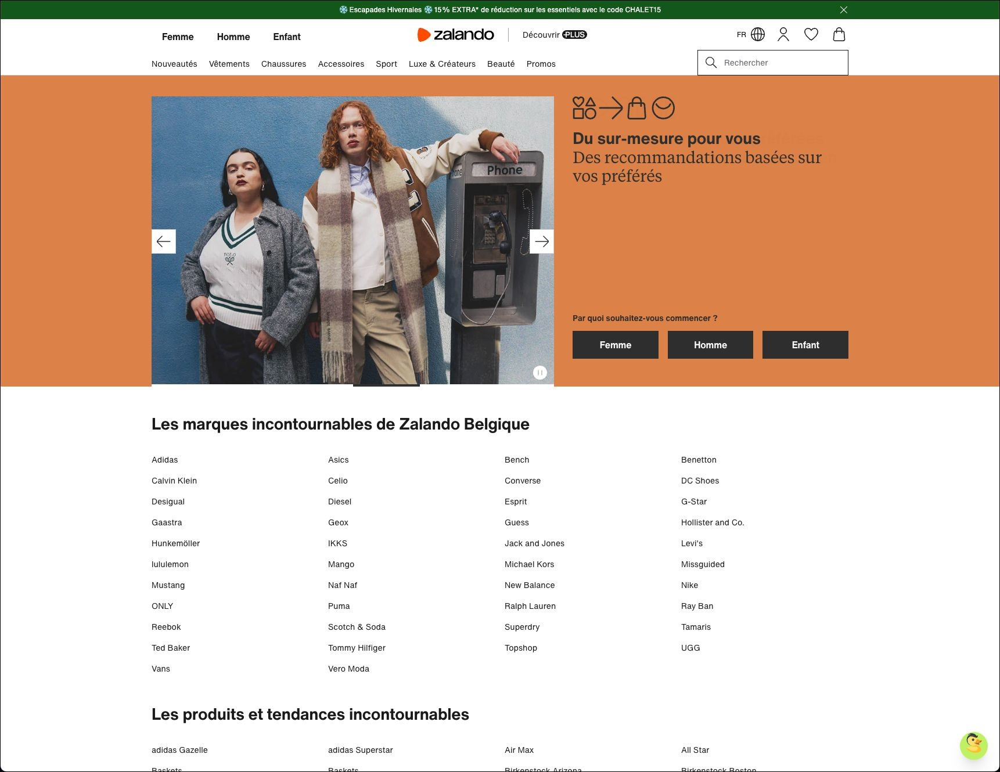 ❄️Escapades Hivernales ❄️15% EXTRA* de réduction sur les essentiels avec le code CHALET15
Femme
Homme
Enfant
zalando
Découvrir PLUS
FR
Nouveautés
Vêtements
Chaussures
Accessoires
Sport
Luxe & Créateurs
Beauté
Promos
Rechercher
Phone
POLO
Du sur-mesure pour vous
Des recommandations basées sur
vos préférés
Par quoi souhaitez-vous commencer ?
Femme
Homme
Enfant
Les marques incontournables de Zalando Belgique
Adidas
Asics
Bench
Benetton
Calvin Klein
Celio
Converse
DC Shoes
Desigual
Diesel
Esprit
G-Star
Gaastra
Geox
Guess
Hollister and Co.
Hunkemöller
IKKS
Jack and Jones
Levi's
lululemon
Mango
Michael Kors
Missguided
Mustang
Naf Naf
New Balance
Nike
ONLY
Puma
Ralph Lauren
Ray Ban
Reebok
Scotch & Soda
Superdry
Tamaris
Ted Baker
Tommy Hilfiger
Topshop
UGG
Vans
Vero Moda
Les produits et tendances incontournables
adidas Gazelle
adidas Superstar
Air Max
All Star
Baskets
Baskets
Birkenstock Arizona
Birkenstock Boston